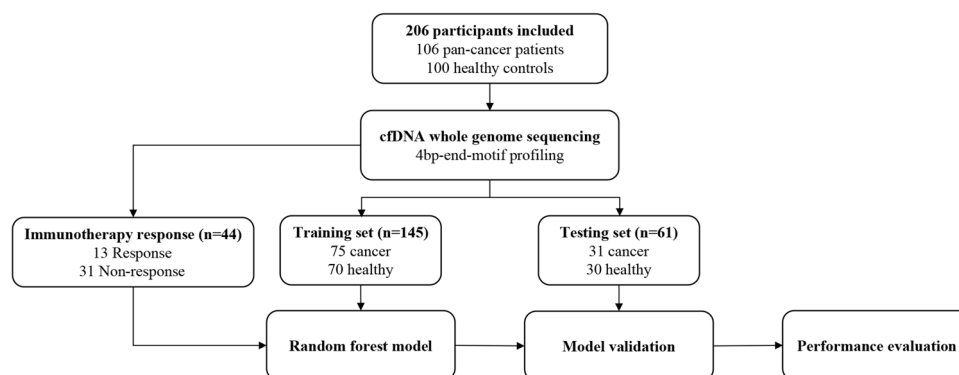 206 participants included
106 pan-cancer patients
100 healthy controls
cfDNA whole genome sequencing
4bp-end-motif profiling
Immunotherapy response (n=44)
13 Response
31 Non-response
Training set (n=145)
75 cancer
70 healthy
Testing set (n=61)
31 cancer
30 healthy
Random forest model
Model validation
Performance evaluation